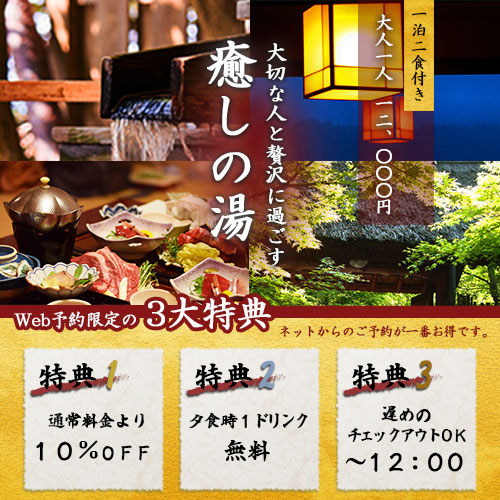 一泊二食付き
大人一人 一二、〇〇〇円
大切な人と贅沢に過ごす
癒しの湯
Web予約限定の 3大特典
ネットからのご予約が一番お得です。
特典1
通常料金より
10%OFF
特典2
夕食時1ドリンク
無料
特典3
遅めの
チェックアウトOK
～12:00